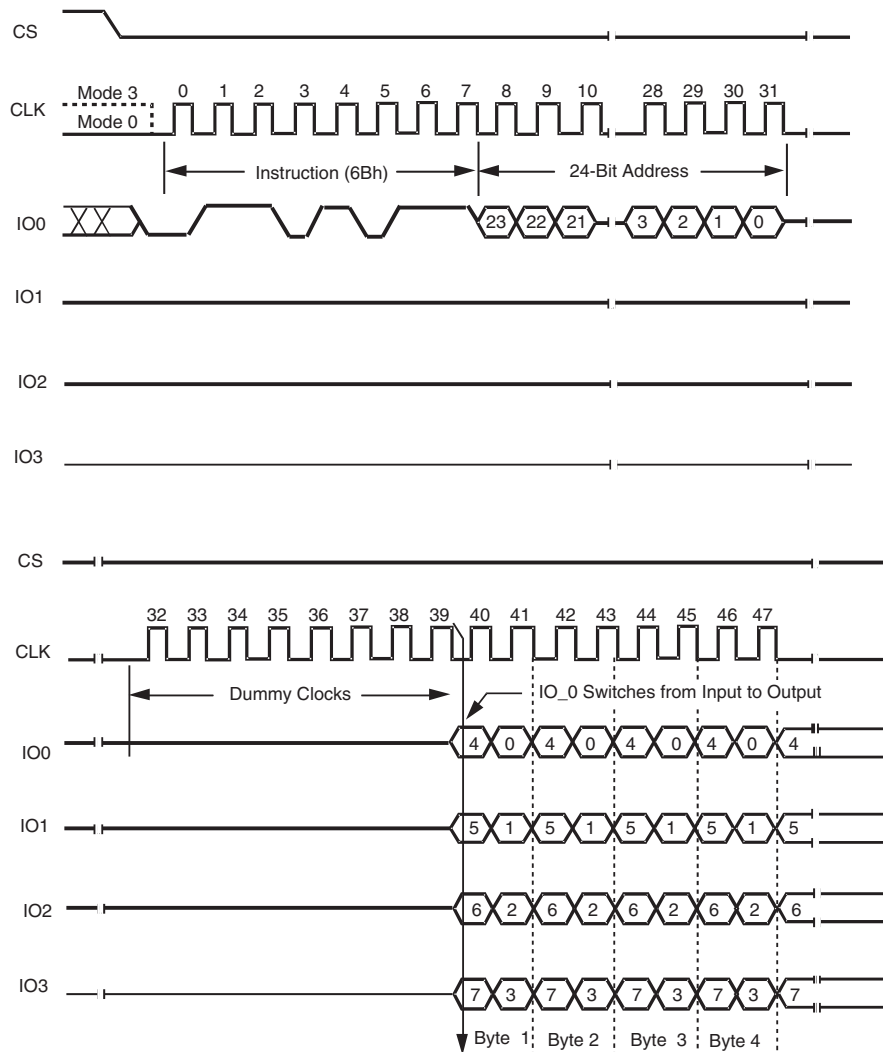 CS
Mode 3
0 1 2 3 4 5 6 7 8 9 10 28 29 30 31
CLK
Mode 0
Instruction (6Bh) 24-Bit Address
IO0 23 22 21 3 2 1 0
IO1
IO2
IO3
CS
32 33 34 35 36 37 38 39 40 41 42 43 44 45 46 47
CLK
Dummy Clocks IO_0 Switches from Input to Output
IO0 4 0 4 0 4 0 4 0 4
IO1 5 1 5 1 5 1 5 1 5
IO2 6 2 6 2 6 2 6 2 6
IO3 7 3 7 3 7 3 7 3 7
Byte 1 Byte 2 Byte 3 Byte 4